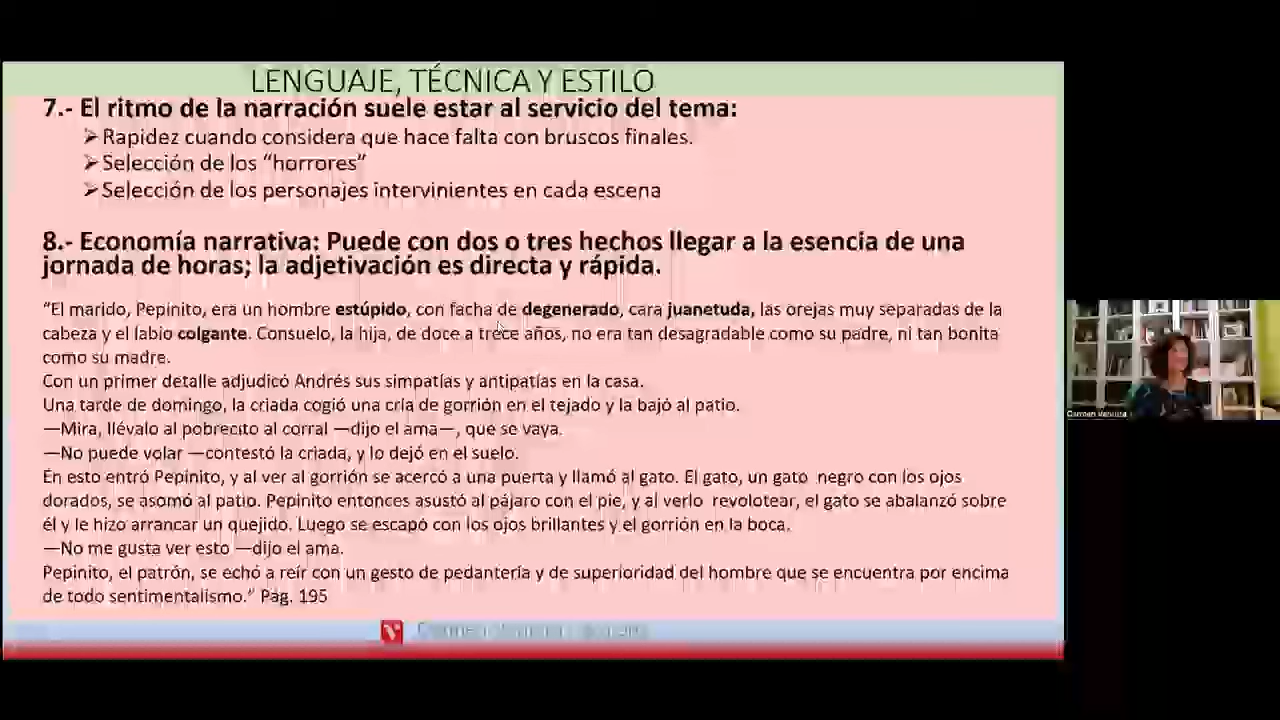 LENGUAJE, TÉCNICA Y ESTILO
7.- El ritmo de la narración suele estar al servicio del tema:
➢Rapidez cuando considera que hace falta con bruscos finales.
➢Selección de los “horrores”
➢Selección de los personajes intervinientes en cada escena
8.- Economía narrativa: Puede con dos o tres hechos llegar a la esencia de una
jornada de horas; la adjetivación es directa y rápida.
“El marido, Pepinito, era un hombre estúpido, con facha de degenerado, cara juanetuda, las orejas muy separadas de la
cabeza y el labio colgante. Consuelo, la hija, de doce a trece años, no era tan desagradable como su padre, ni tan bonita
como su madre.
Con un primer detalle adjudicó Andrés sus simpatías y antipatías en la casa.
Una tarde de domingo, la criada cogió una cría de gorrión en el tejado y la bajó al patio.
—Mira, llévalo al pobrecito al corral —dijo el ama—, que se vaya.
—No puede volar —contestó la criada, y lo dejó en el suelo.
En esto entró Pepinito, y al ver al gorrión se acercó a una puerta y llamó al gato. El gato, un gato negro con los ojos
dorados, se asomó al patio. Pepinito entonces asustó al pájaro con el pie, y al verlo revolotear, el gato se abalanzó sobre
él y le hizo arrancar un quejido. Luego se escapó con los ojos brillantes y el gorrión en la boca.
—No me gusta ver esto —dijo el ama.
Pepinito, el patrón, se echó a reír con un gesto de pedantería y de superioridad del hombre que se encuentra por encima
de todo sentimentalismo.” Pag. 195
Carmen